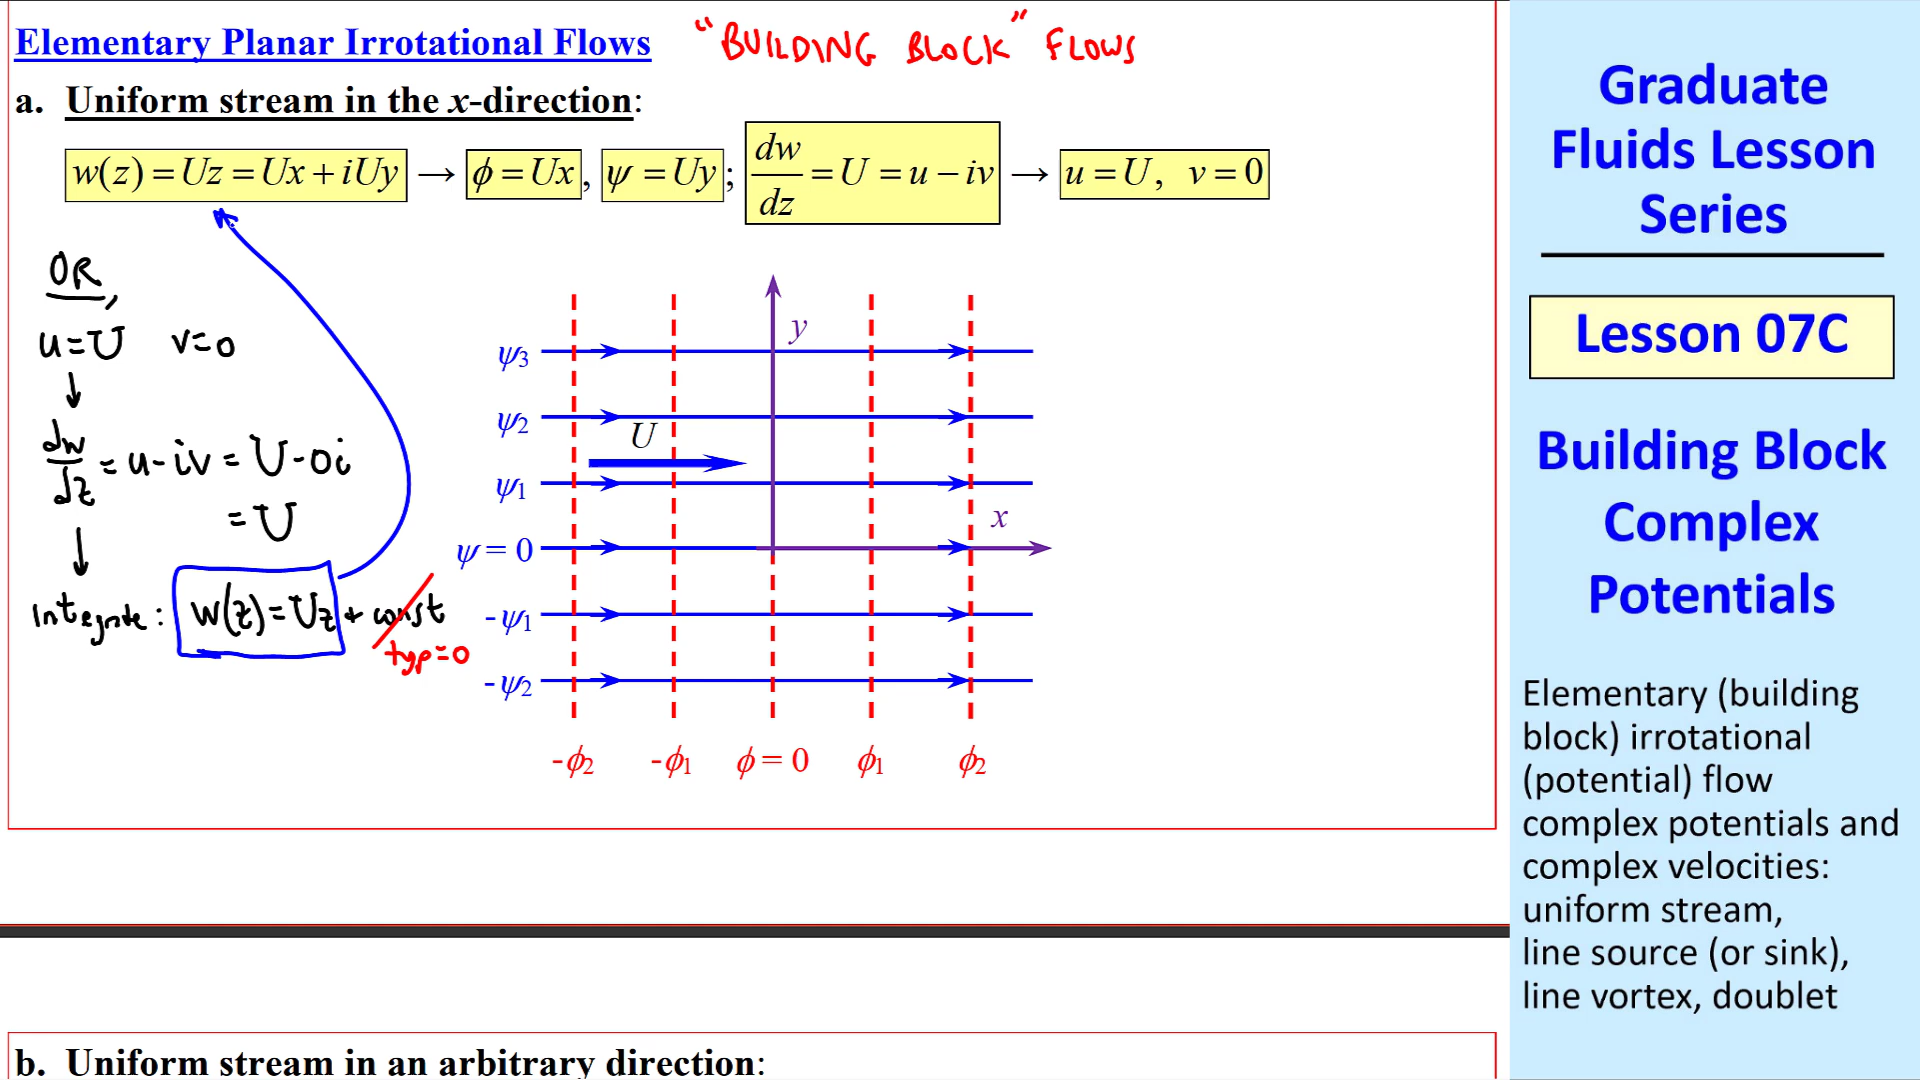 Elementary Planar Irrotational Flows "BUILDING BLOCK" FLOWS
a. Uniform stream in the x-direction:
w(z) = Uz = Ux + iUy → ϕ = Ux, ψ = Uy; dw/dz = U = u − iv → u = U, v = 0
OR,
u = U v = 0
↓
dw/dz = u - iv = U - 0i
= U
↓
Integrate: w(z) = Uz + const
typ = 0
y
ψ3
ψ2
U
ψ1
x
ψ = 0
-ψ1
-ψ2
-ϕ2 -ϕ1 ϕ = 0 ϕ1 ϕ2
b. Uniform stream in an arbitrary direction:
Graduate
Fluids Lesson
Series
Lesson 07C
Building Block
Complex
Potentials
Elementary (building
block) irrotational
(potential) flow
complex potentials and
complex velocities:
uniform stream,
line source (or sink),
line vortex, doublet